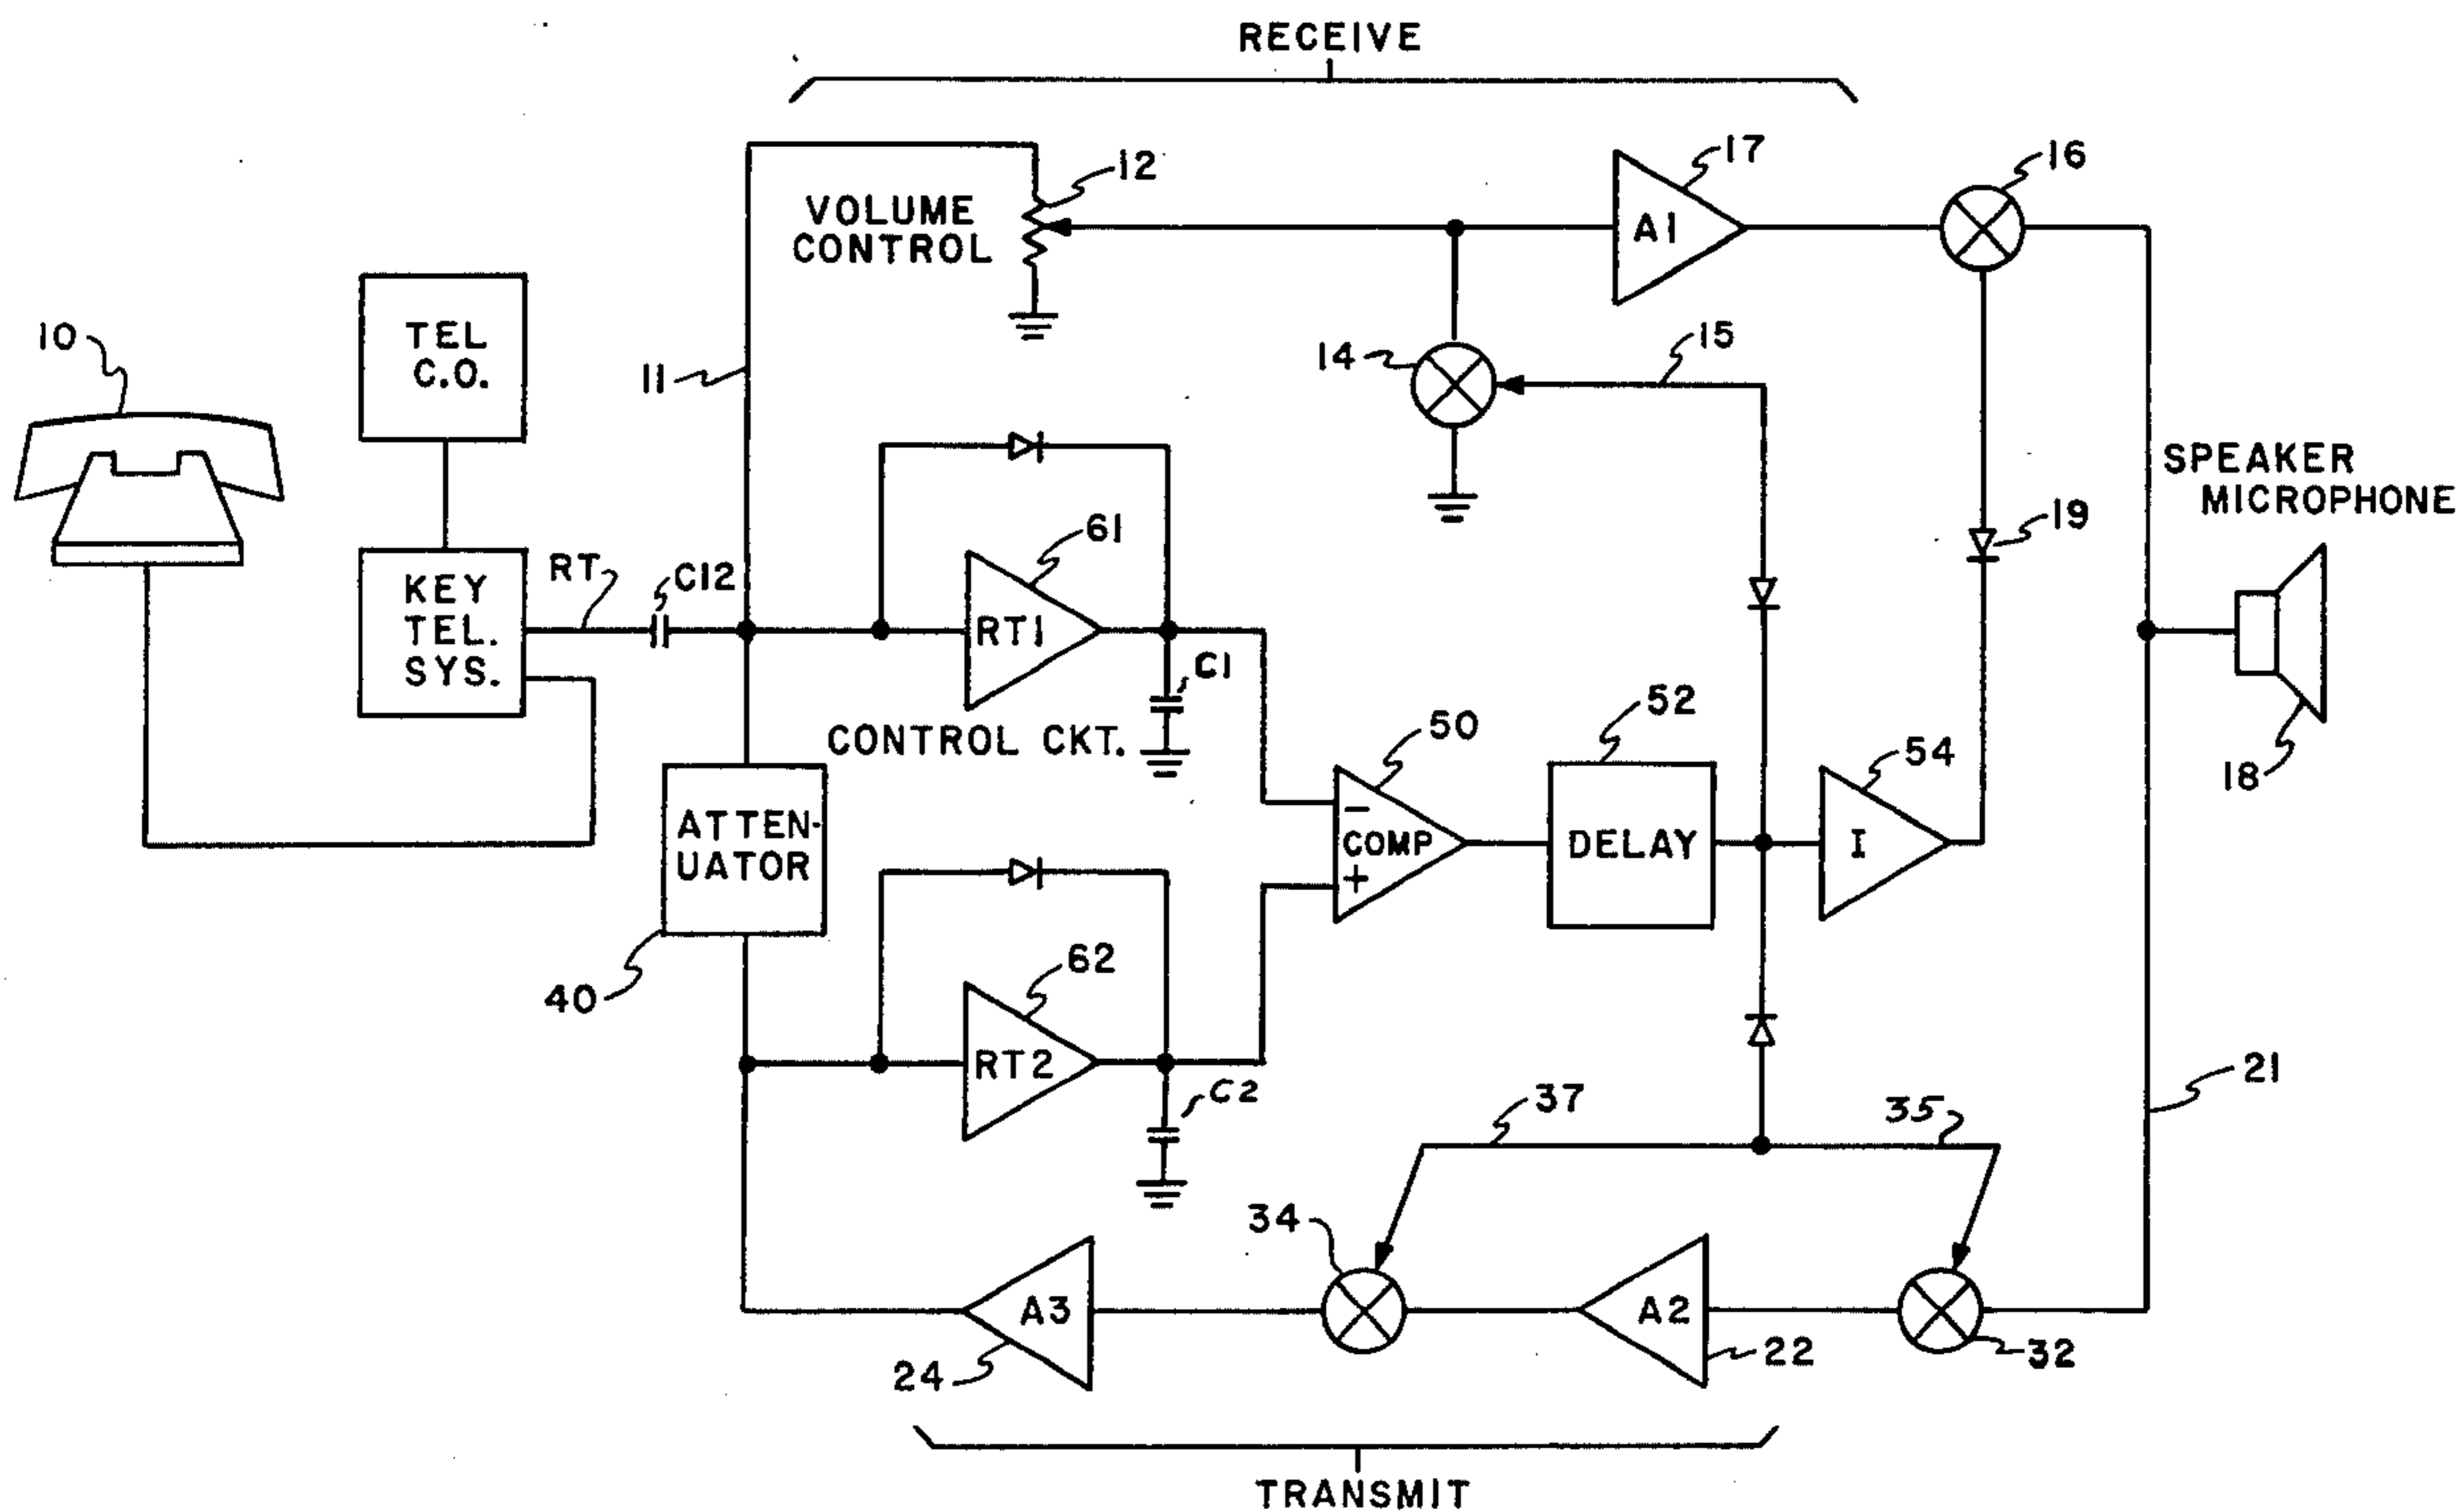 RECEIVE
12
17
16
VOLUME
CONTROL
A1
10
TEL
C.O.
11
14
15
SPEAKER
MICROPHONE
19
61
RT
C12
KEY
TEL.
SYS.
RT1
C1
52
CONTROL CKT.
50
54
18
ATTEN-
UATOR
-
COMP
+
DELAY
I
40
62
RT2
C2
37
35
21
34
A3
A2
24
22
32
TRANSMIT